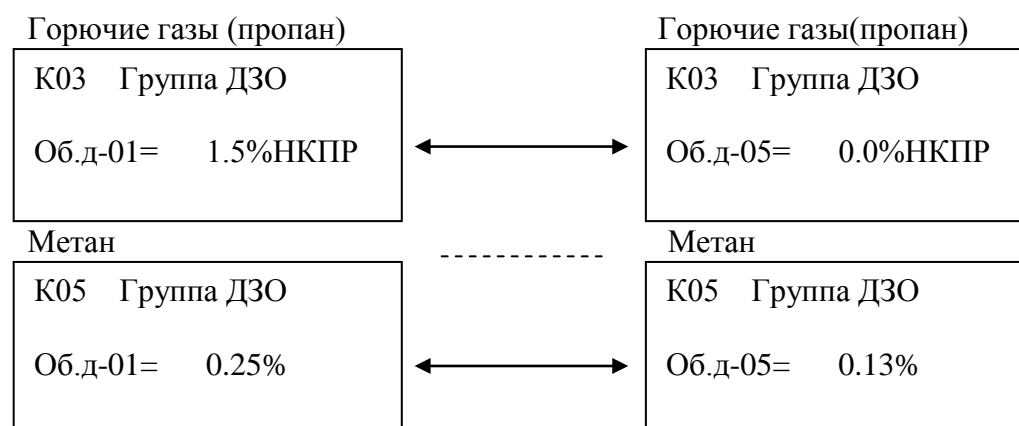 Горючие газы (пропан)
К03 Группа ДЗО
Об.д-01= 1.5%НКПР
Горючие газы(пропан)
К03 Группа ДЗО
Об.д-05= 0.0%НКПР
Метан
К05 Группа ДЗО
Об.д-01= 0.25%
Метан
К05 Группа ДЗО
Об.д-05= 0.13%